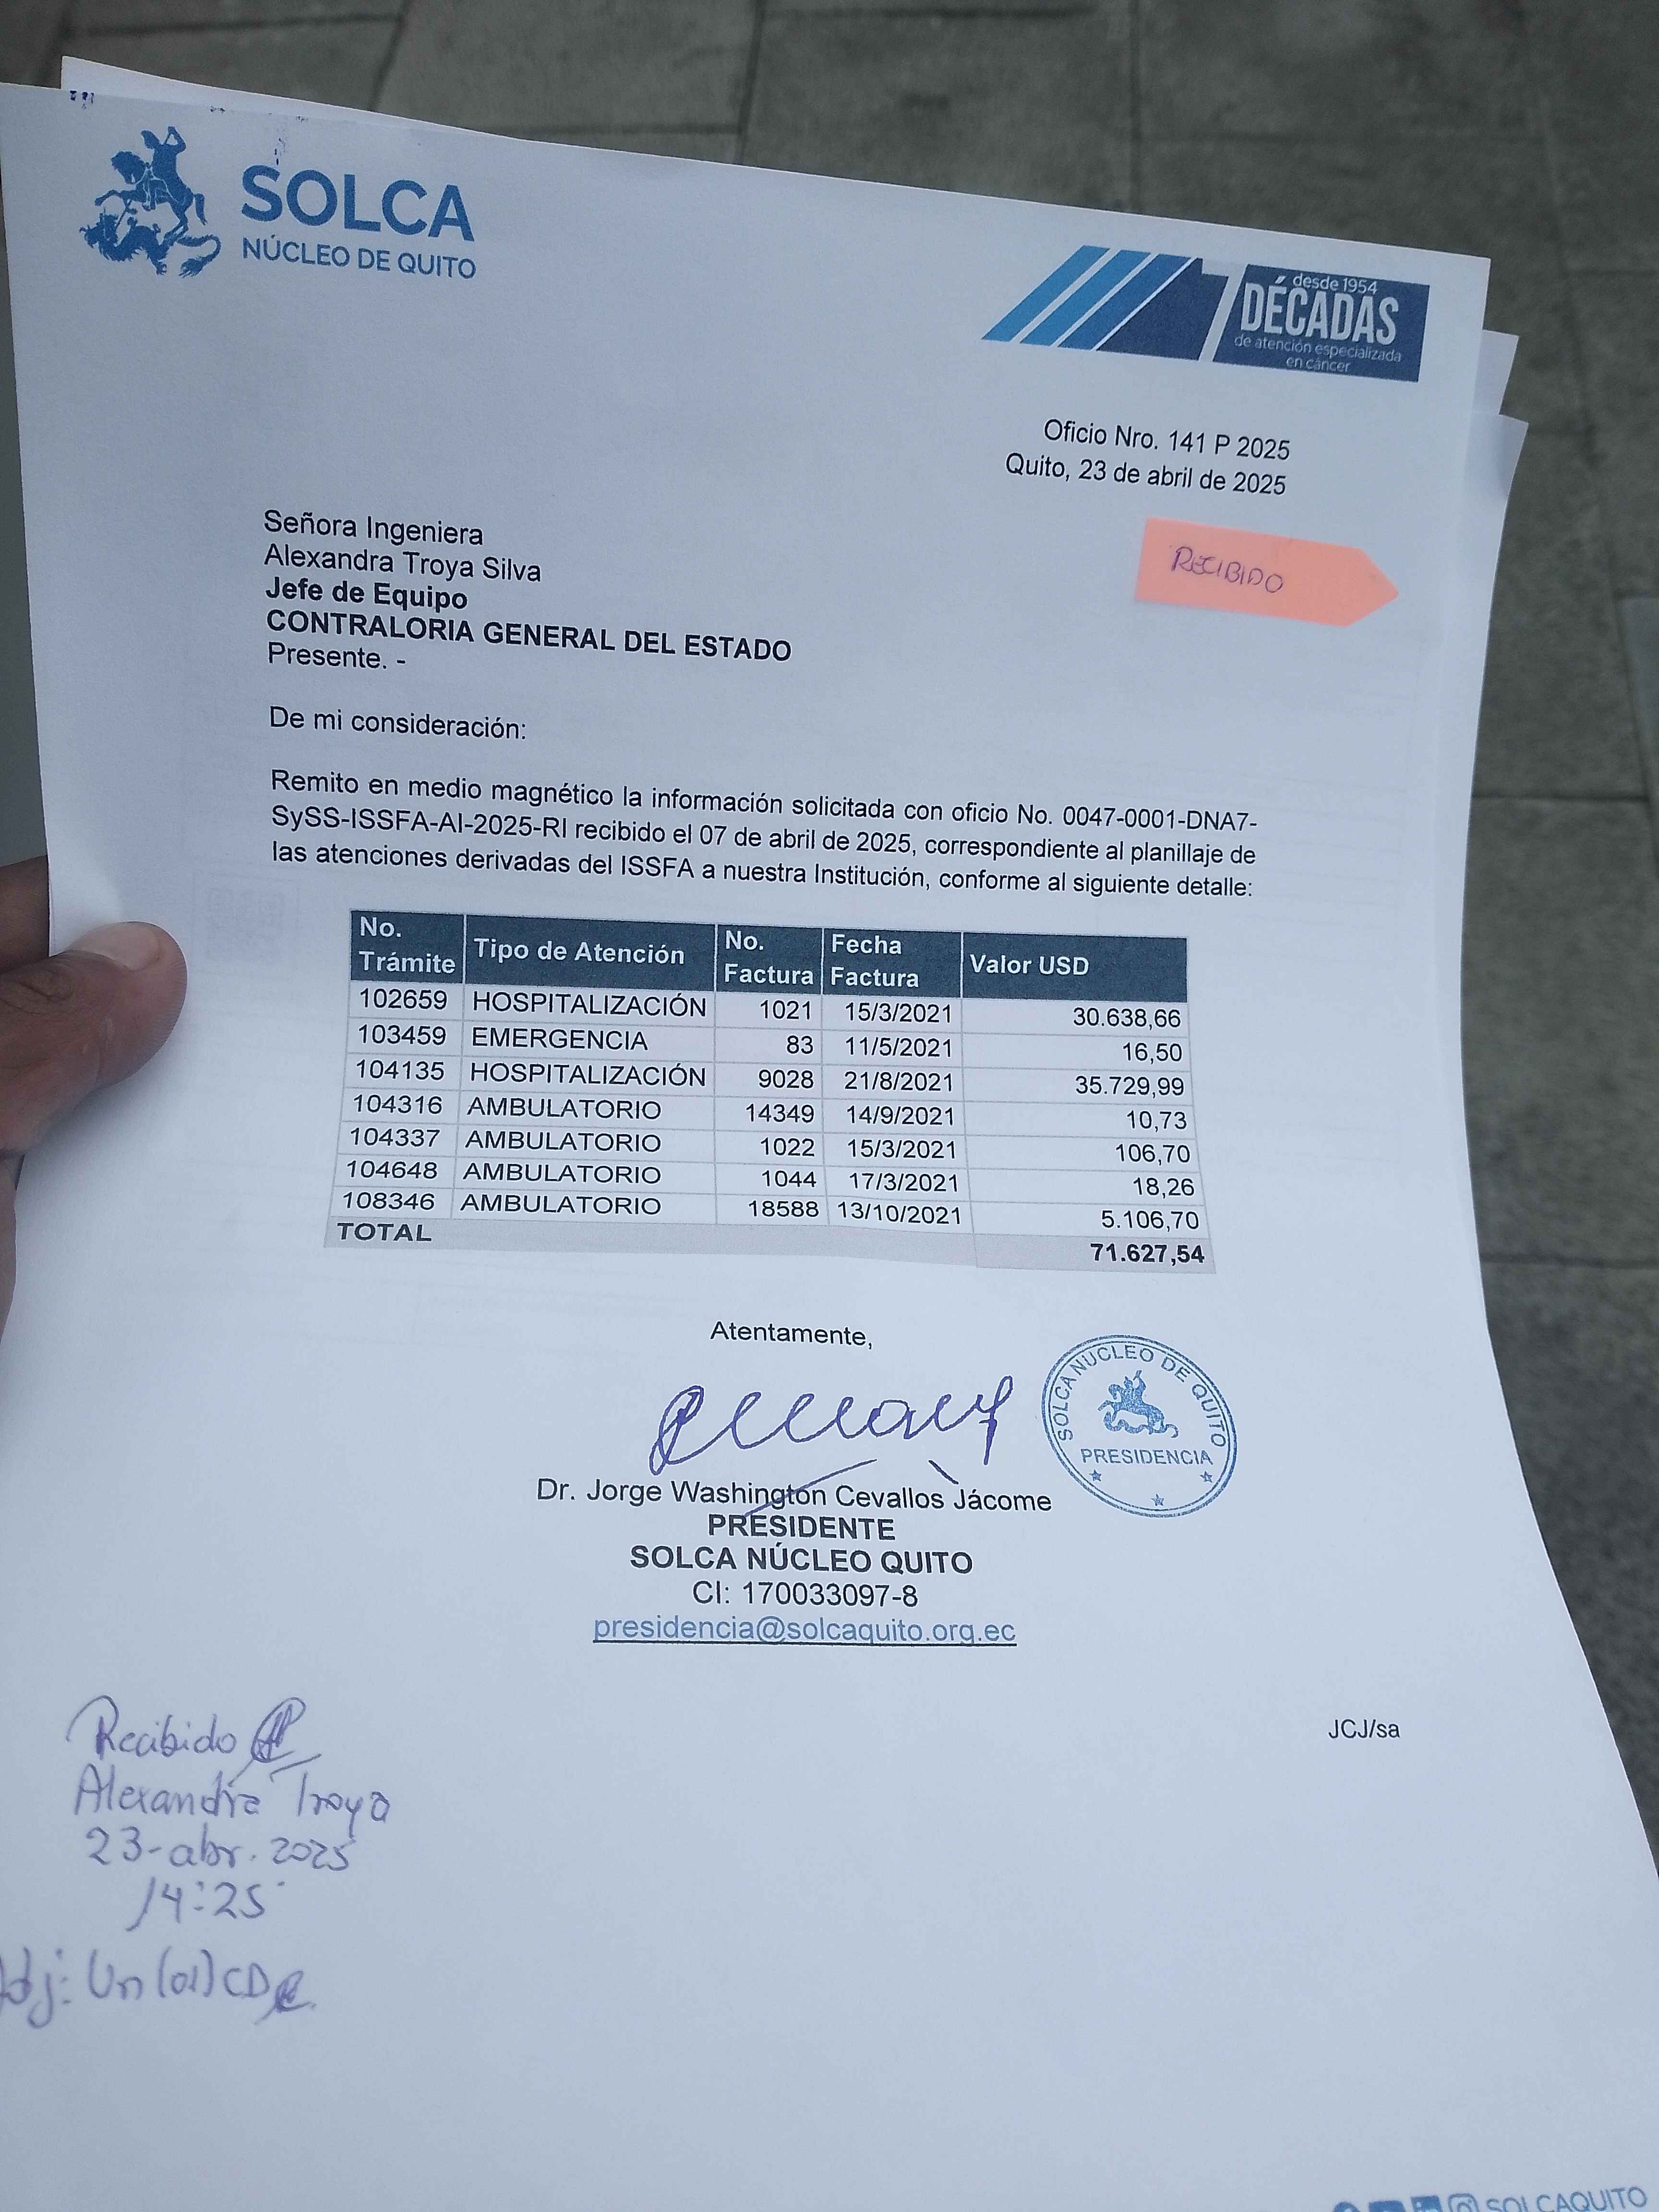 SOLCA
NÚCLEO DE QUITO
desde 1954
7 DÉCADAS
de atención especializada
en cáncer
Oficio Nro. 141 P 2025
Quito, 23 de abril de 2025
RECIBIDO
Señora Ingeniera
Alexandra Troya Silva
Jefe de Equipo
CONTRALORIA GENERAL DEL ESTADO
Presente. -
De mi consideración:
Remito en medio magnético la información solicitada con oficio No. 0047-0001-DNA7-
SySS-ISSFA-AI-2025-RI recibido el 07 de abril de 2025, correspondiente al planillaje de
las atenciones derivadas del ISSFA a nuestra Institución, conforme al siguiente detalle:
No. Trámite Tipo de Atención No. Factura Fecha Factura Valor USD
102659 HOSPITALIZACIÓN 1021 15/3/2021 30.638,66
103459 EMERGENCIA 83 11/5/2021 16,50
104135 HOSPITALIZACIÓN 9028 21/8/2021 35.729,99
104316 AMBULATORIO 14349 14/9/2021 10,73
104337 AMBULATORIO 1022 15/3/2021 106,70
104648 AMBULATORIO 1044 17/3/2021 18,26
108346 AMBULATORIO 18588 13/10/2021 5.106,70
TOTAL 71.627,54
Atentamente,
SOLCA NUCLEO DE QUITO
PRESIDENCIA
Dr. Jorge Washington Cevallos Jácome
PRESIDENTE
SOLCA NÚCLEO QUITO
CI: 170033097-8
presidencia@solcaquito.org.ec
JCJ/sa
Recibido
Alexandra Troya
23-abr. 2025
14:25
Adj: Un (01) CD
SOLCAQUITO